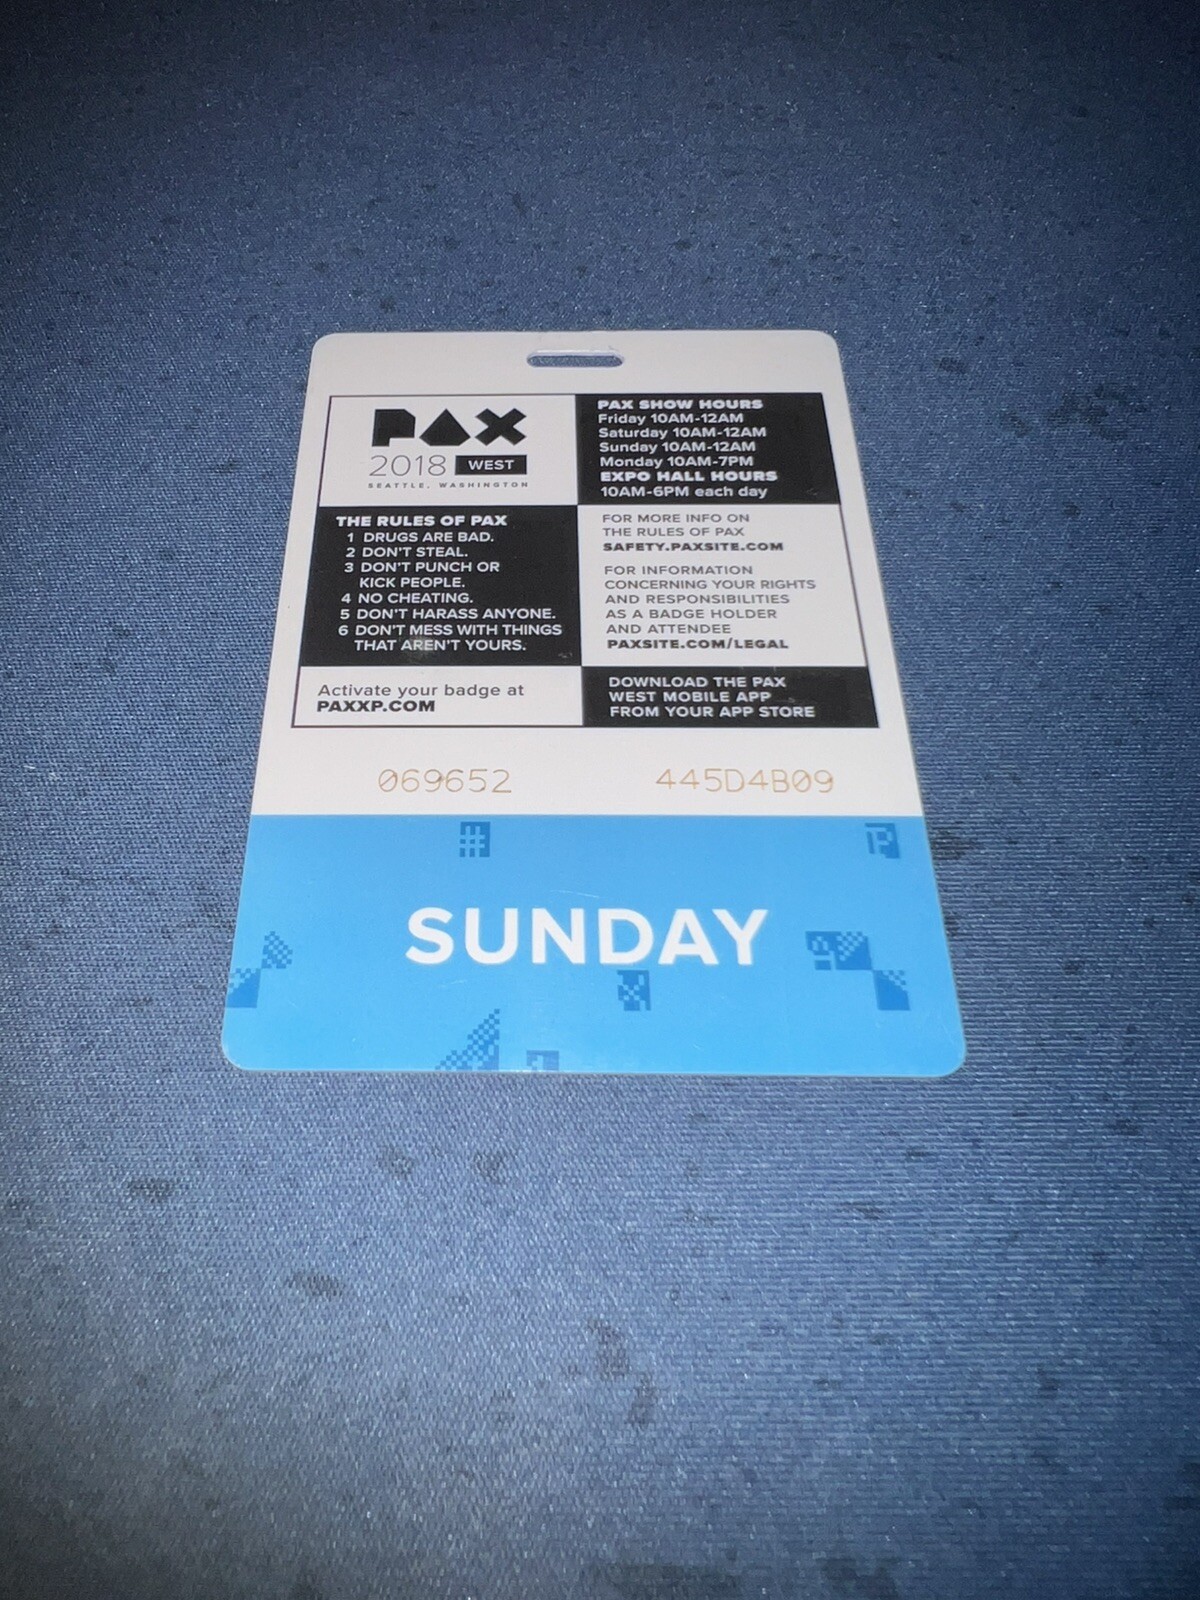 PAX
2018 WEST
SEATTLE, WASHINGTON
PAX SHOW HOURS
Friday 10AM-12AM
Saturday 10AM-12AM
Sunday 10AM-12AM
Monday 10AM-7PM
EXPO HALL HOURS
10AM-6PM each day
THE RULES OF PAX
1 DRUGS ARE BAD.
2 DON'T STEAL.
3 DON'T PUNCH OR
KICK PEOPLE.
4 NO CHEATING.
5 DON'T HARASS ANYONE.
6 DON'T MESS WITH THINGS
THAT AREN'T YOURS.
FOR MORE INFO ON
THE RULES OF PAX
SAFETY.PAXSITE.COM
FOR INFORMATION
CONCERNING YOUR RIGHTS
AND RESPONSIBILITIES
AS A BADGE HOLDER
AND ATTENDEE
PAXSITE.COM/LEGAL
Activate your badge at
PAXXP.COM
DOWNLOAD THE PAX
WEST MOBILE APP
FROM YOUR APP STORE
069652
445D4B09
SUNDAY